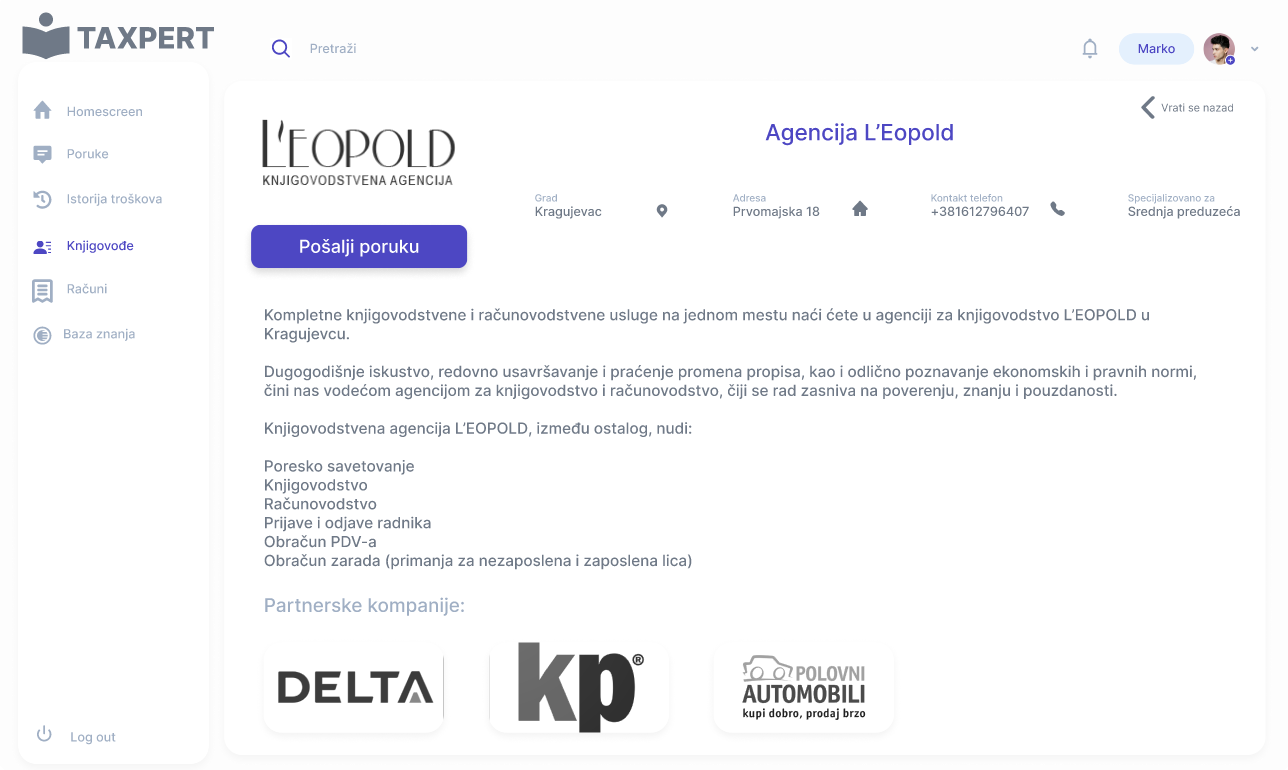 TAXPERT
Pretraži
Marko
Homescreen
Poruke
Istorija troškova
Knjigovođe
Računi
Baza znanja
Log out
Vrati se nazad
L'EOPOLD
KNJIGOVODSTVENA AGENCIJA
Agencija L’Eopold
Grad
Kragujevac
Adresa
Prvomajska 18
Kontakt telefon
+381612796407
Specijalizovano za
Srednja preduzeća
Pošalji poruku
Kompletne knjigovodstvene i računovodstvene usluge na jednom mestu naći ćete u agenciji za knjigovodstvo L’EOPOLD u
Kragujevcu.
Dugogodišnje iskustvo, redovno usavršavanje i praćenje promena propisa, kao i odlično poznavanje ekonomskih i pravnih normi,
čini nas vodećom agencijom za knjigovodstvo i računovodstvo, čiji se rad zasniva na poverenju, znanju i pouzdanosti.
Knjigovodstvena agencija L’EOPOLD, između ostalog, nudi:
Poresko savetovanje
Knjigovodstvo
Računovodstvo
Prijave i odjave radnika
Obračun PDV-a
Obračun zarada (primanja za nezaposlena i zaposlena lica)
Partnerske kompanije:
DELTA
kp®
POLOVNI
AUTOMOBILI
kupi dobro, prodaj brzo